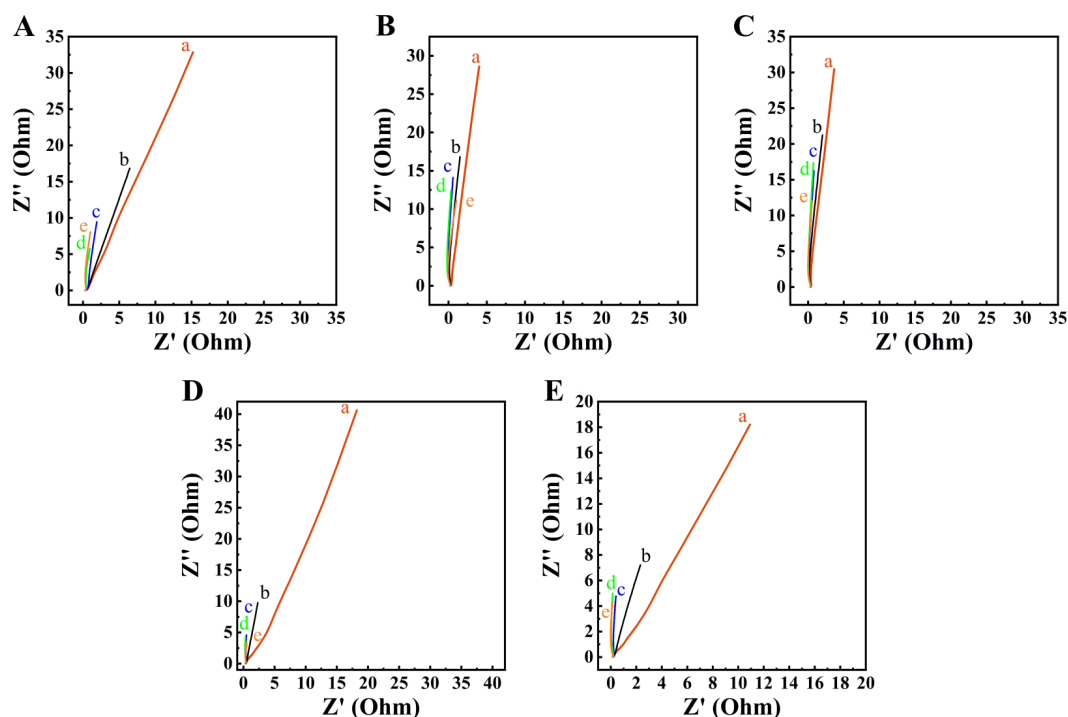 A
Z'' (Ohm)
35
30
25
20
15
10
5
0
a
b
c
e
d
0 5 10 15 20 25 30 35
Z' (Ohm)
B
Z'' (Ohm)
30
25
20
15
10
5
0
a
b
c
d
e
0 5 10 15 20 25 30
Z' (Ohm)
C
Z'' (Ohm)
35
30
25
20
15
10
5
0
a
b
c
d
e
0 5 10 15 20 25 30 35
Z' (Ohm)
D
Z'' (Ohm)
40
35
30
25
20
15
10
5
0
a
b
c
d
e
0 5 10 15 20 25 30 35 40
Z' (Ohm)
E
Z'' (Ohm)
20
18
16
14
12
10
8
6
4
2
0
a
b
d
c
e
0 2 4 6 8 10 12 14 16 18 20
Z' (Ohm)